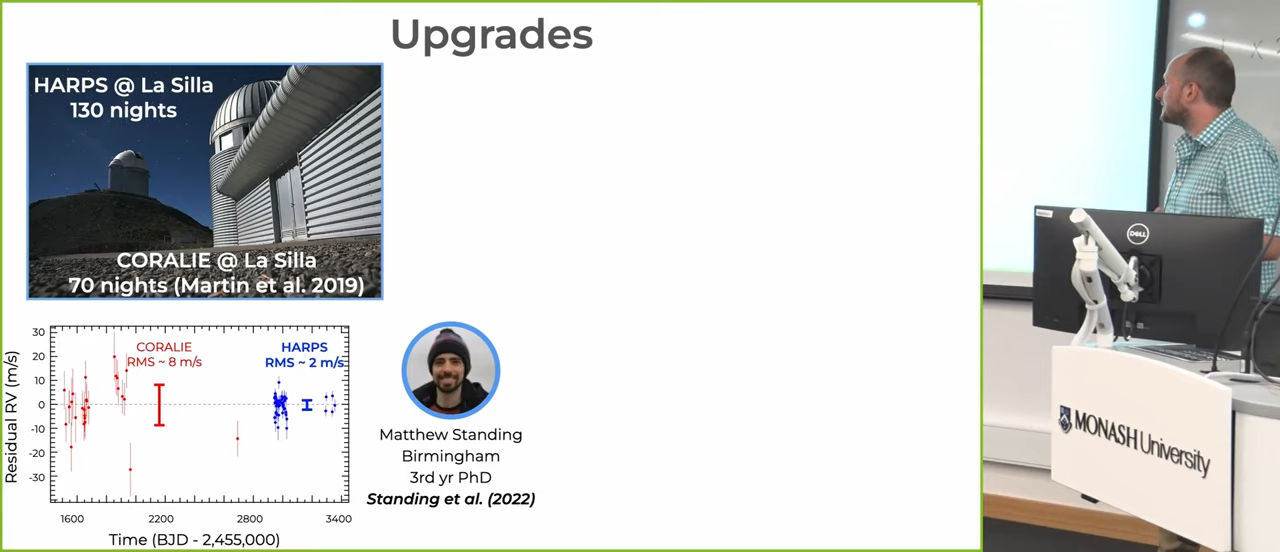 Upgrades
HARPS @ La Silla
130 nights
CORALIE @ La Silla
70 nights (Martin et al. 2019)
Residual RV (m/s)
30
20
10
0
-10
-20
-30
CORALIE
RMS ~ 8 m/s
HARPS
RMS ~ 2 m/s
1600
2200
2800
3400
Time (BJD - 2,455,000)
Matthew Standing
Birmingham
3rd yr PhD
Standing et al. (2022)
DELL
MONASH University